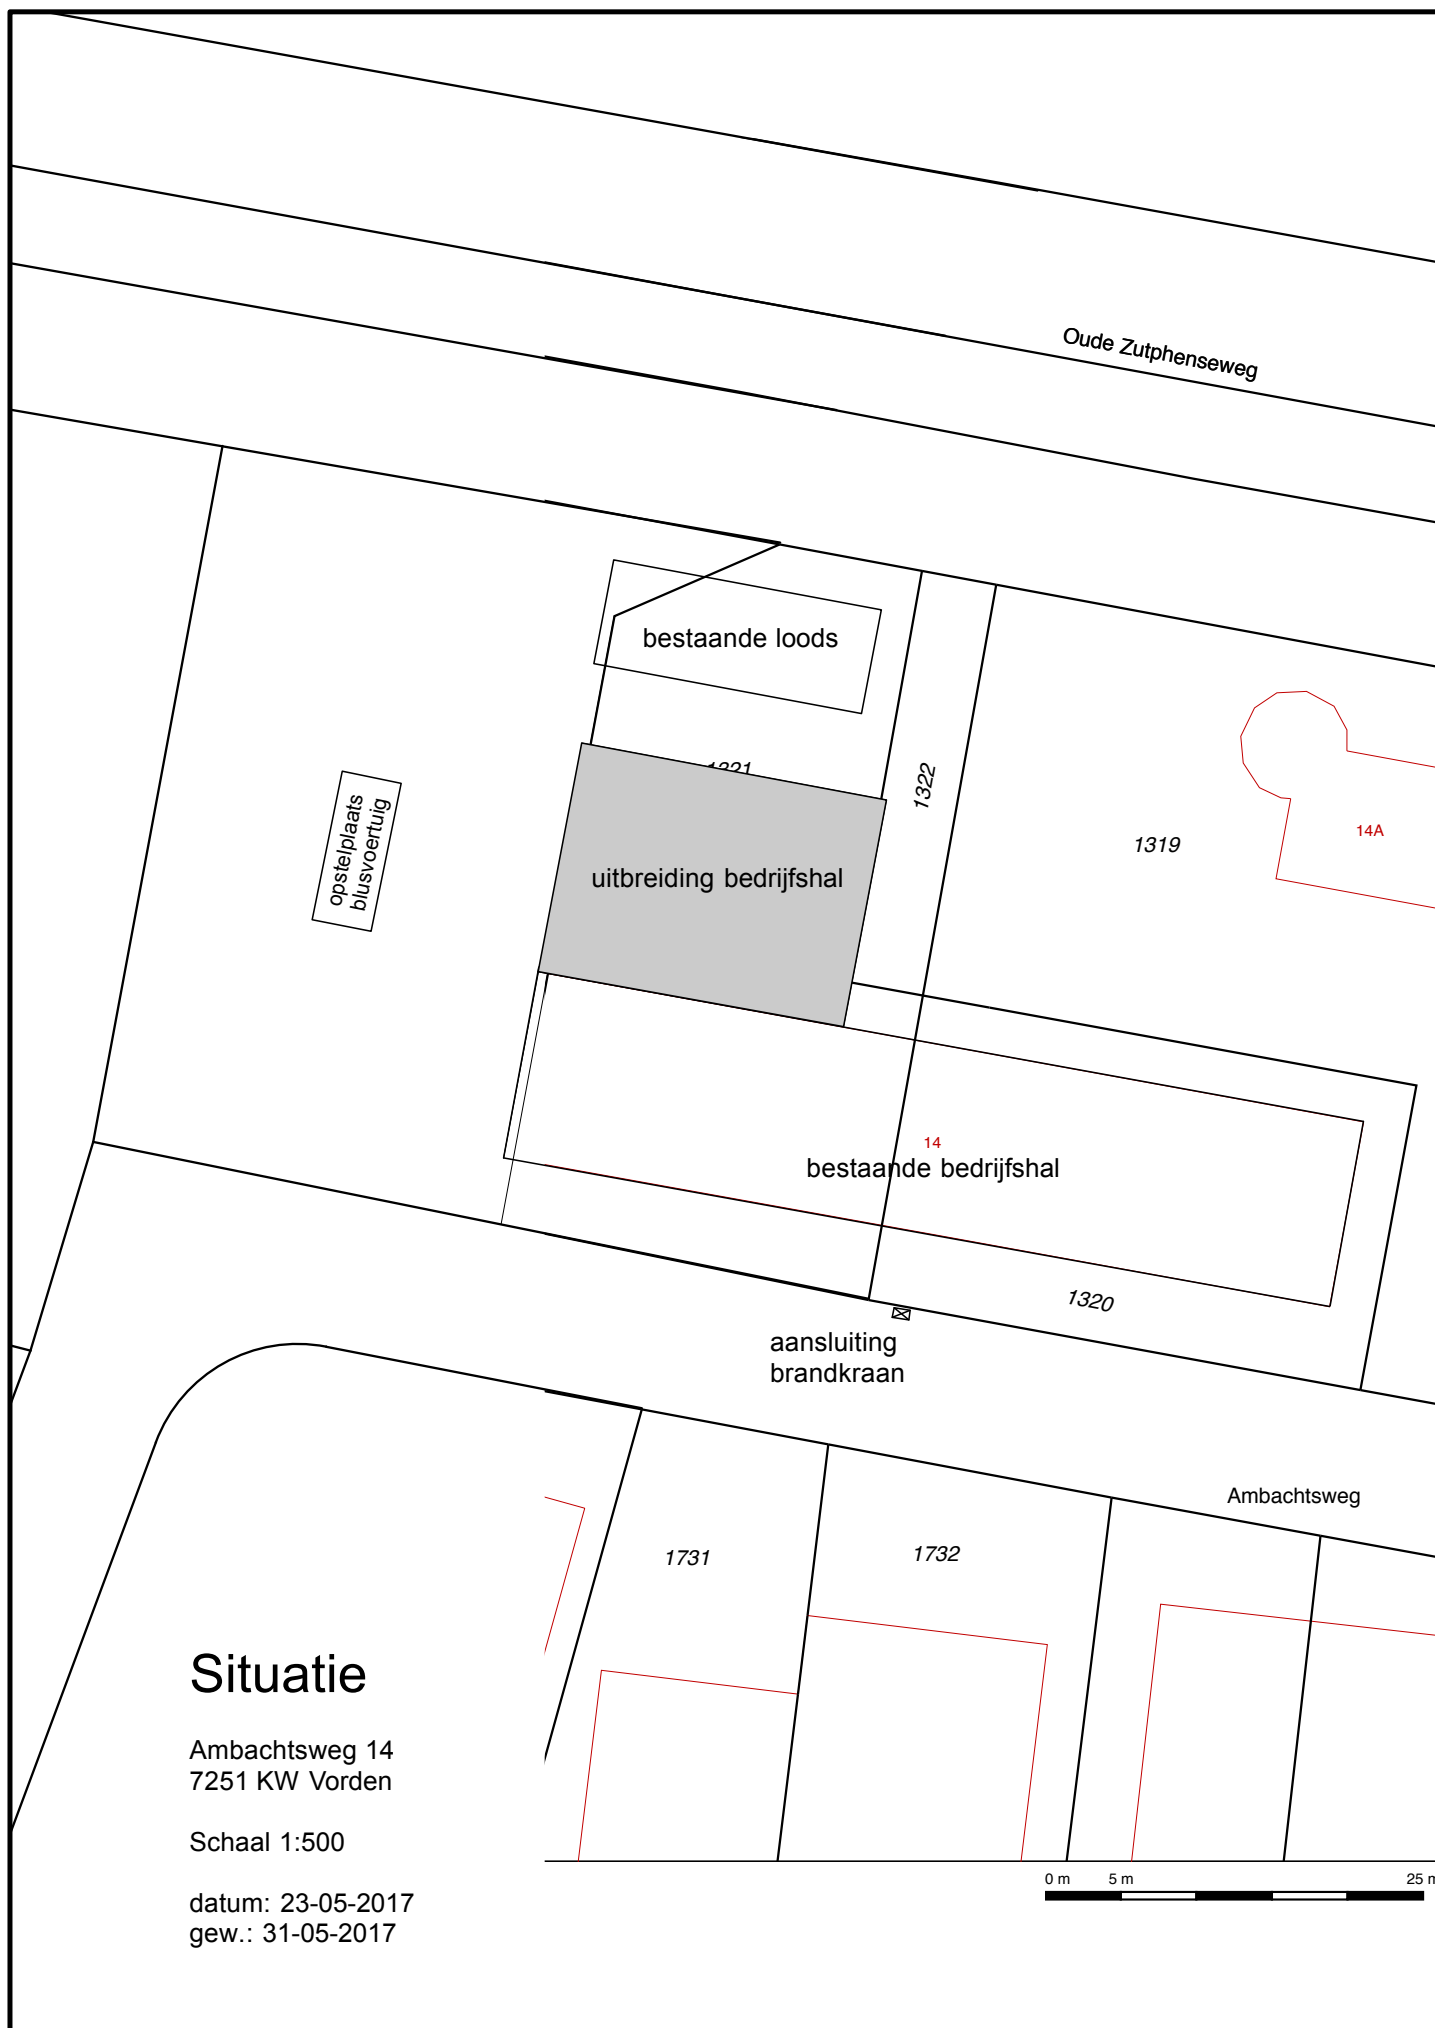 Oude Zutphenseweg
bestaande loods
1321
1322
opstelplaats
blusvoertuig
uitbreiding bedrijfshal
1319
14A
14
bestaande bedrijfshal
1320
aansluiting
brandkraan
Ambachtsweg
1731
1732
Situatie
Ambachtsweg 14
7251 KW Vorden
Schaal 1:500
datum: 23-05-2017
gew.: 31-05-2017
0 m 5 m 25 m